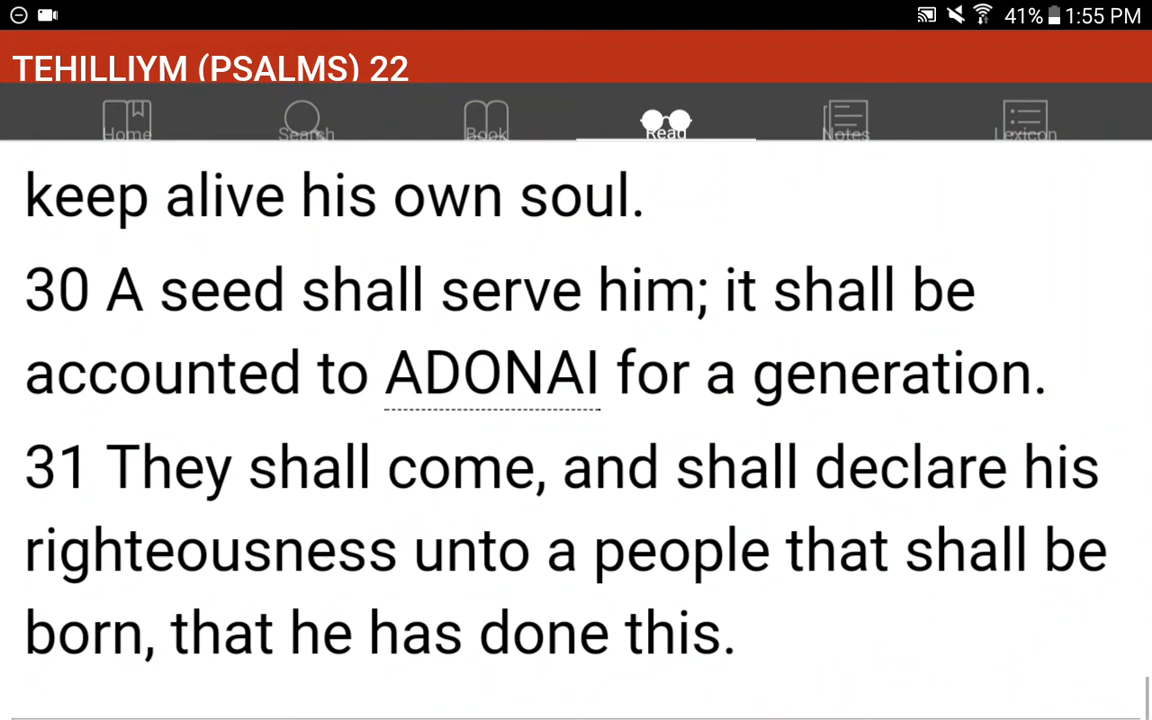 41% 1:55 PM
TEHILLIYM (PSALMS) 22
Home Search Book Read Notes Lexicon
keep alive his own soul.
30 A seed shall serve him; it shall be
accounted to ADONAI for a generation.
31 They shall come, and shall declare his
righteousness unto a people that shall be
born, that he has done this.